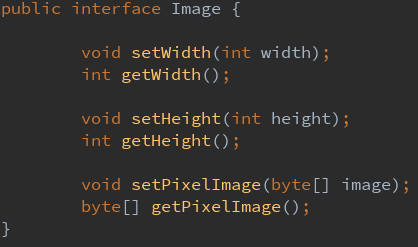 public interface Image {
void setWidth(int width);
int getWidth();
void setHeight(int height);
int getHeight();
void setPixelImage(byte[] image);
byte[] getPixelImage();
}